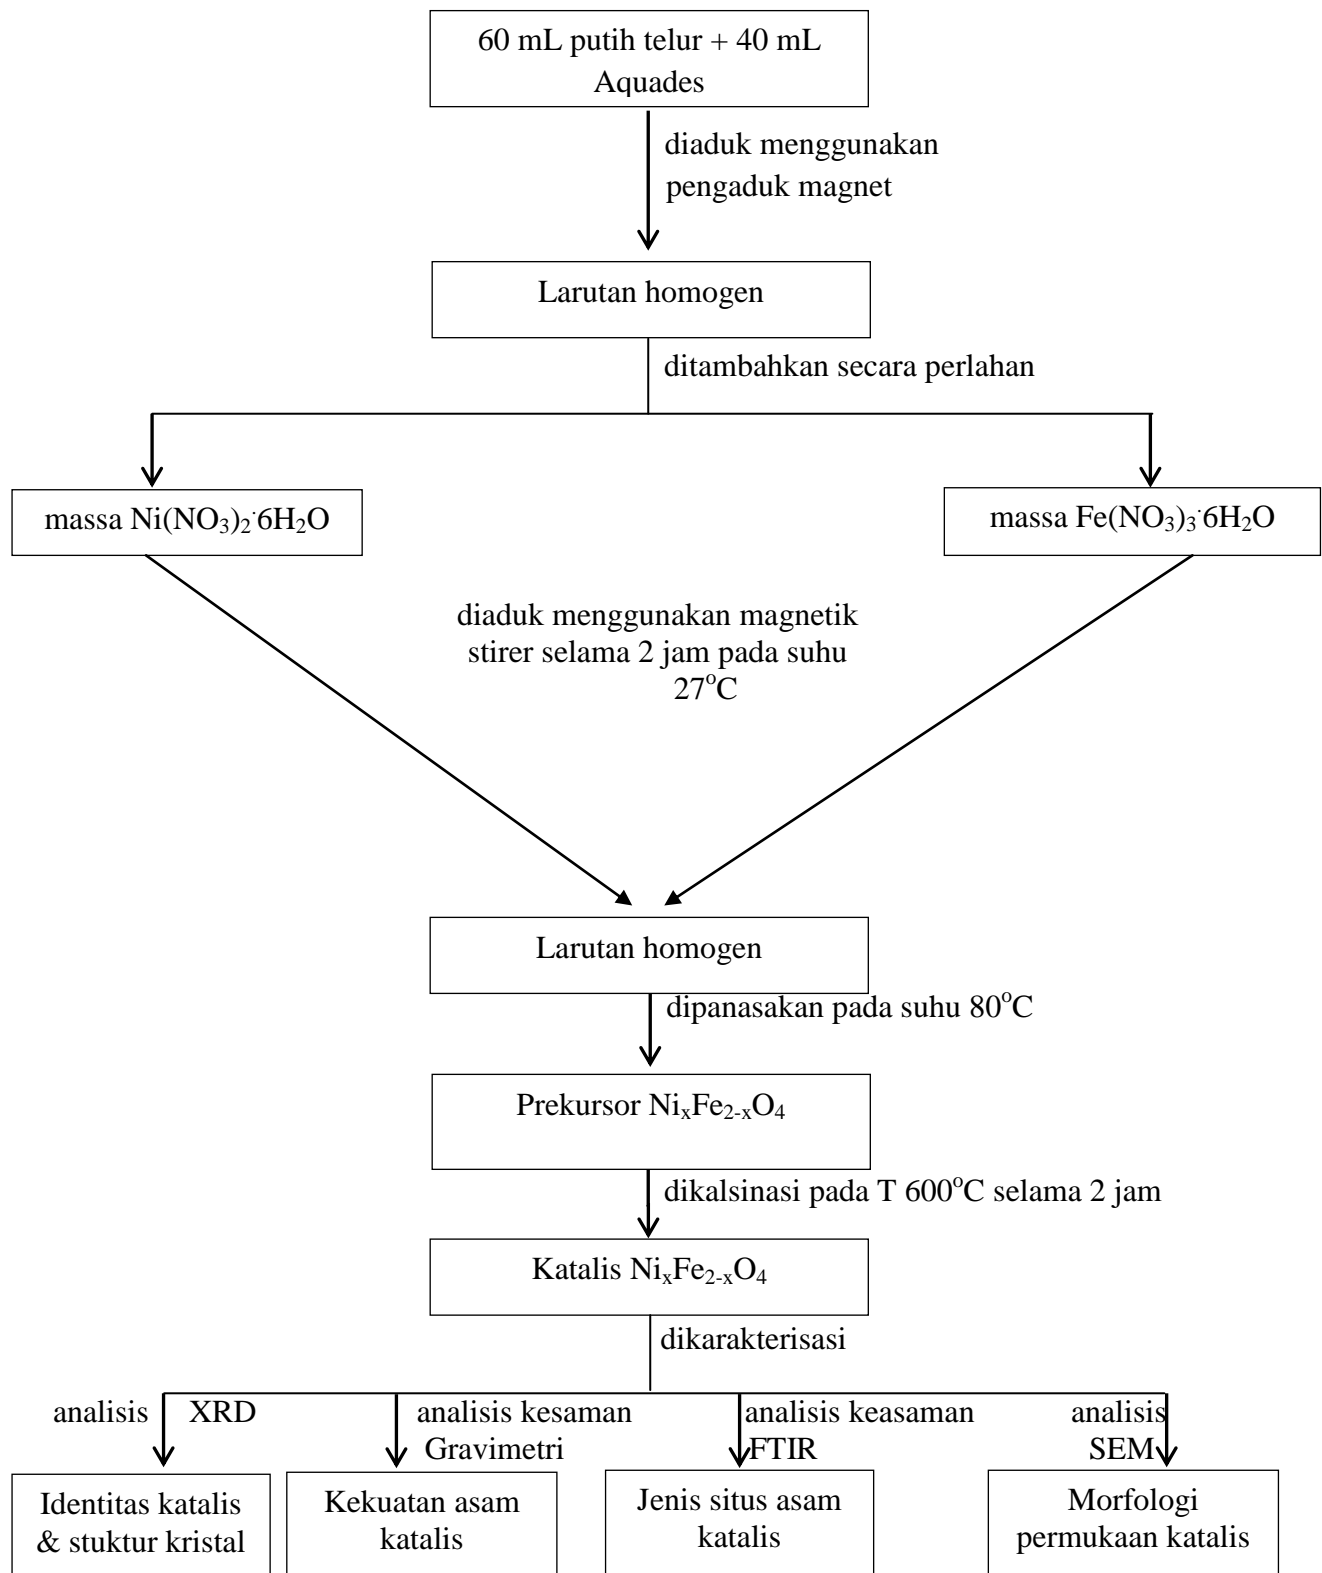 60 mL putih telur + 40 mL
Aquades
diaduk menggunakan
pengaduk magnet
Larutan homogen
ditambahkan secara perlahan
massa Ni(NO₃)₂·6H₂O
massa Fe(NO₃)₃·6H₂O
diaduk menggunakan magnetik
stirer selama 2 jam pada suhu
27°C
Larutan homogen
dipanasakan pada suhu 80°C
Prekursor NiₓFe₂₋ₓO₄
dikalsinasi pada T 600°C selama 2 jam
Katalis NiₓFe₂₋ₓO₄
dikarakterisasi
analisis XRD
analisis kesaman
Gravimetri
analisis keasaman
FTIR
analisis
SEM
Identitas katalis
& stuktur kristal
Kekuatan asam
katalis
Jenis situs asam
katalis
Morfologi
permukaan katalis